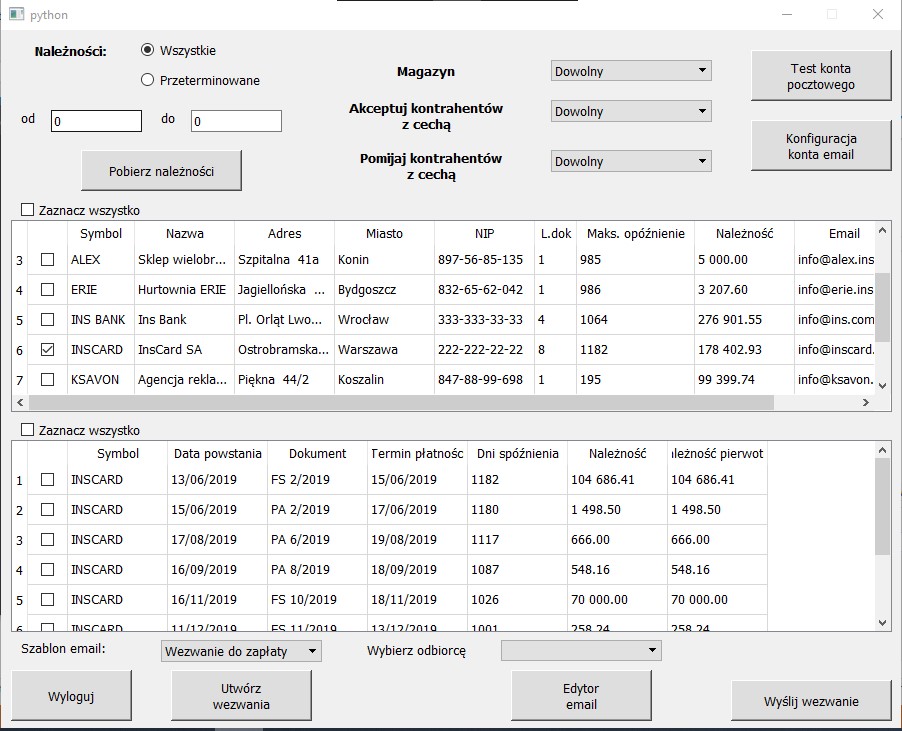 python
Należności:
Wszystkie
Przeterminowane
od 0 do 0
Pobierz należności
Magazyn Dowolny
Akceptuj kontrahentów
z cechą
Dowolny
Pomijaj kontrahentów
z cechą
Dowolny
Test konta
pocztowego
Konfiguracja
konta email
Zaznacz wszystko
Symbol Nazwa Adres Miasto NIP L.dok Maks. opóźnienie Należność Email
3 ALEX Sklep wielobr... Szpitalna 41a Konin 897-56-85-135 1 985 5 000.00 info@alex.ins
4 ERIE Hurtownia ERIE Jagiellońska ... Bydgoszcz 832-65-62-042 1 986 3 207.60 info@erie.ins
5 INS BANK Ins Bank Pl. Orląt Lwo... Wrocław 333-333-33-33 4 1064 276 901.55 info@ins.com
6 INSCARD InsCard SA Ostrobramska... Warszawa 222-222-22-22 8 1182 178 402.93 info@inscard.
7 KSAVON Agencja rekla... Piękna 44/2 Koszalin 847-88-99-698 1 195 99 399.74 info@ksavon.
Zaznacz wszystko
Symbol Data powstania Dokument Termin płatnośc Dni spóźnienia Należność ależność pierwot
1 INSCARD 13/06/2019 FS 2/2019 15/06/2019 1182 104 686.41 104 686.41
2 INSCARD 15/06/2019 PA 2/2019 17/06/2019 1180 1 498.50 1 498.50
3 INSCARD 17/08/2019 PA 6/2019 19/08/2019 1117 666.00 666.00
4 INSCARD 16/09/2019 PA 8/2019 18/09/2019 1087 548.16 548.16
5 INSCARD 16/11/2019 FS 10/2019 18/11/2019 1026 70 000.00 70 000.00
6 INSCARD 11/12/2019 FS 11/2019 13/12/2019 1001 258.24 258.24
Szablon email: Wezwanie do zapłaty Wybierz odbiorcę
Wyloguj
Utwórz
wezwania
Edytor
email
Wyślij wezwanie